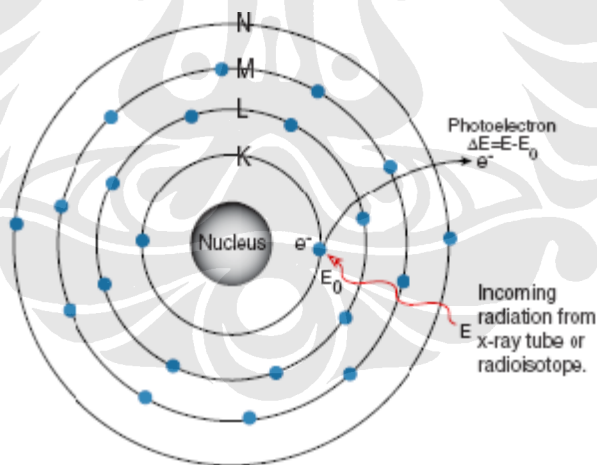 N
M
L
K
Photoelectron
ΔE=E-E₀
e⁻
Nucleus
e⁻
E₀
E
Incoming
radiation from
x-ray tube or
radioisotope.